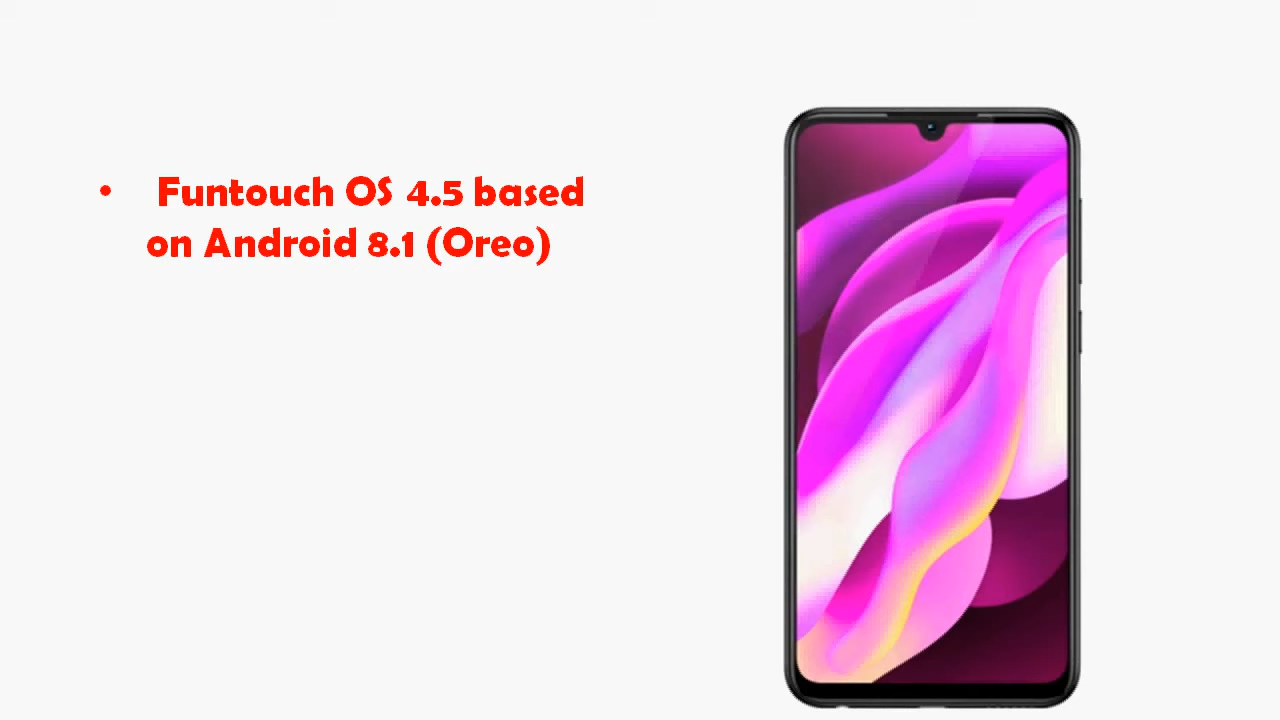 • Funtouch OS 4.5 based
on Android 8.1 (Oreo)